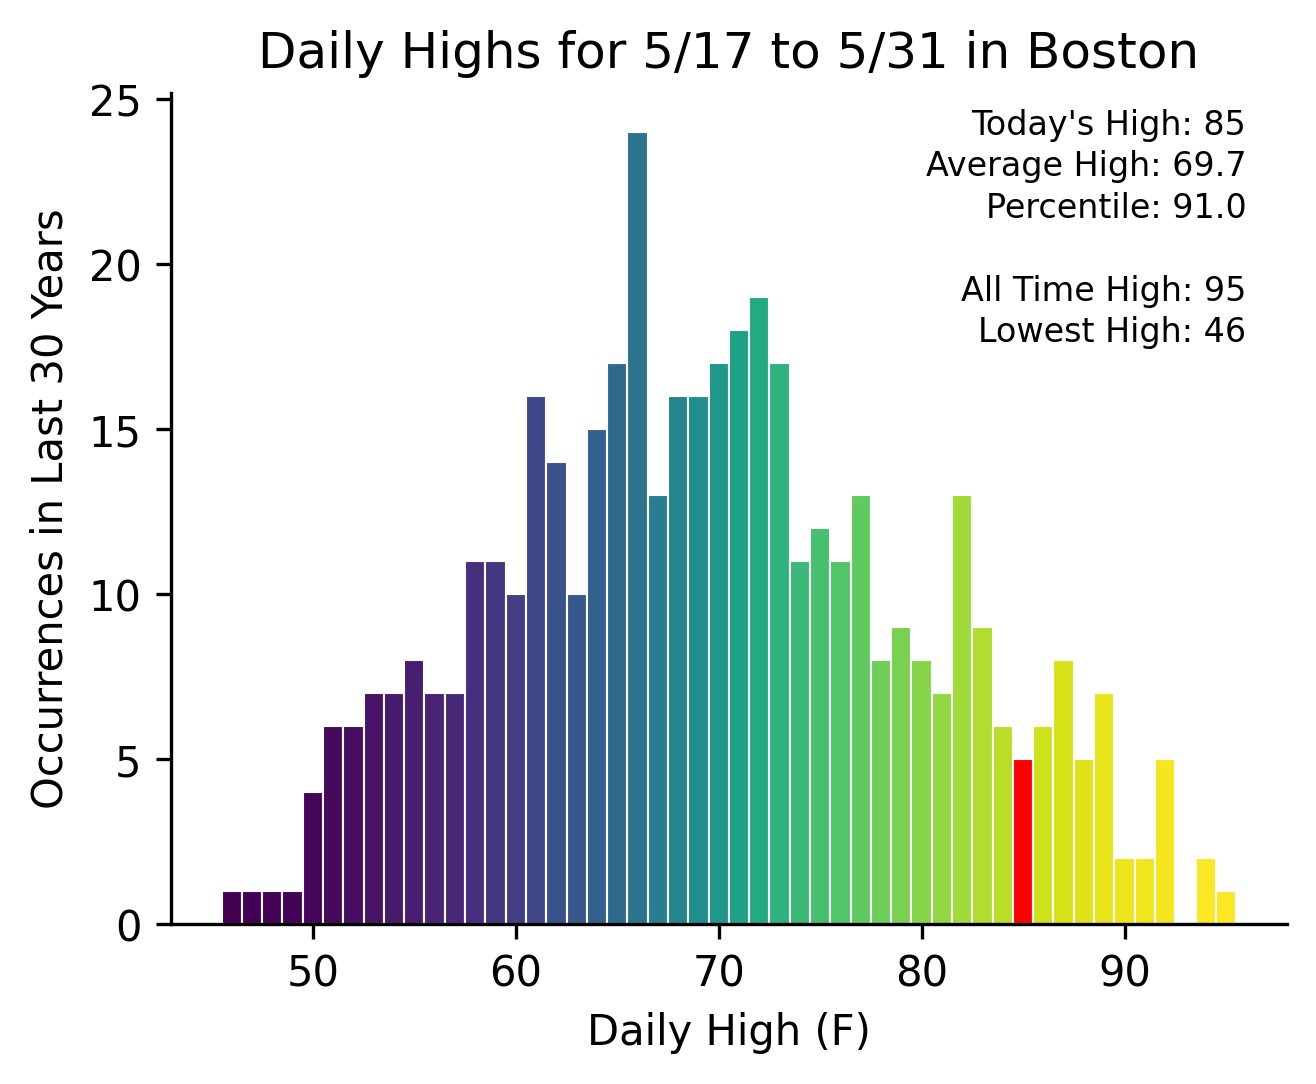 Daily Highs for 5/17 to 5/31 in Boston
Today's High: 85
Average High: 69.7
Percentile: 91.0
All Time High: 95
Lowest High: 46
Occurrences in Last 30 Years
25
20
15
10
5
0
50 60 70 80 90
Daily High (F)